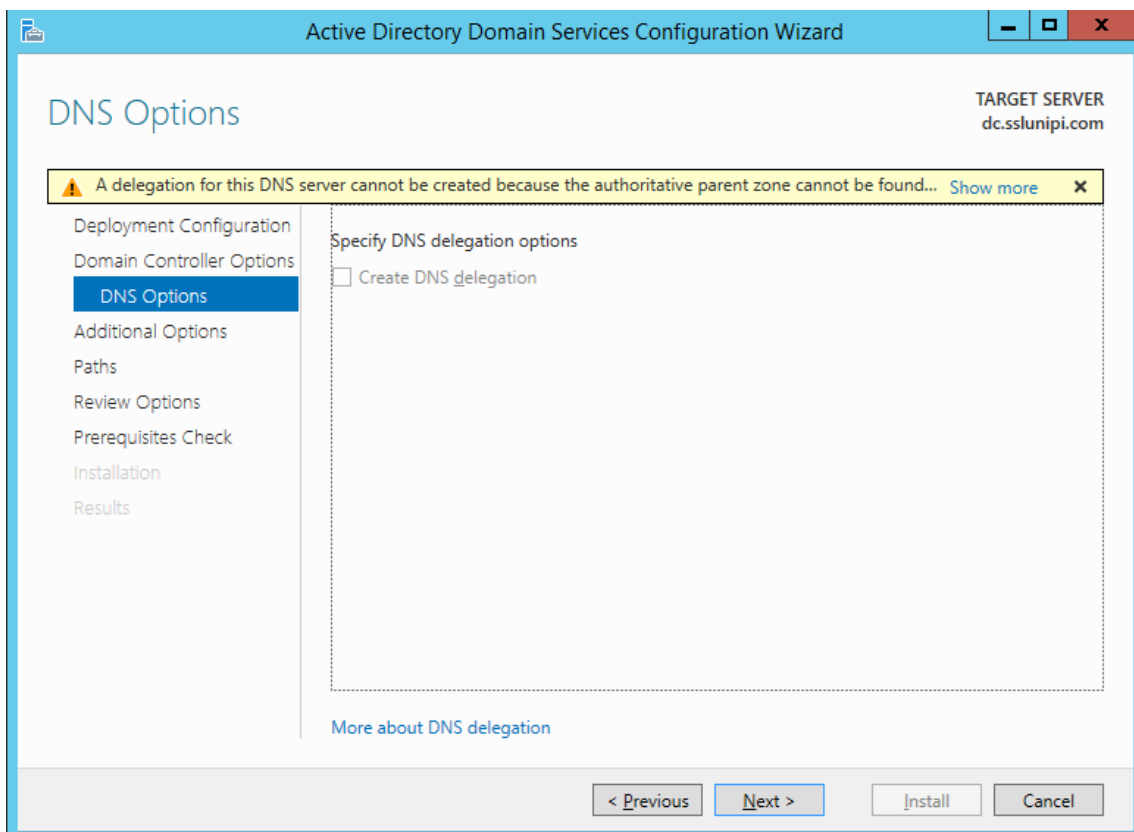 Active Directory Domain Services Configuration Wizard
DNS Options
TARGET SERVER
dc.sslunipi.com
A delegation for this DNS server cannot be created because the authoritative parent zone cannot be found... Show more
Deployment Configuration
Domain Controller Options
DNS Options
Additional Options
Paths
Review Options
Prerequisites Check
Installation
Results
Specify DNS delegation options
Create DNS delegation
More about DNS delegation
< Previous
Next >
Install
Cancel